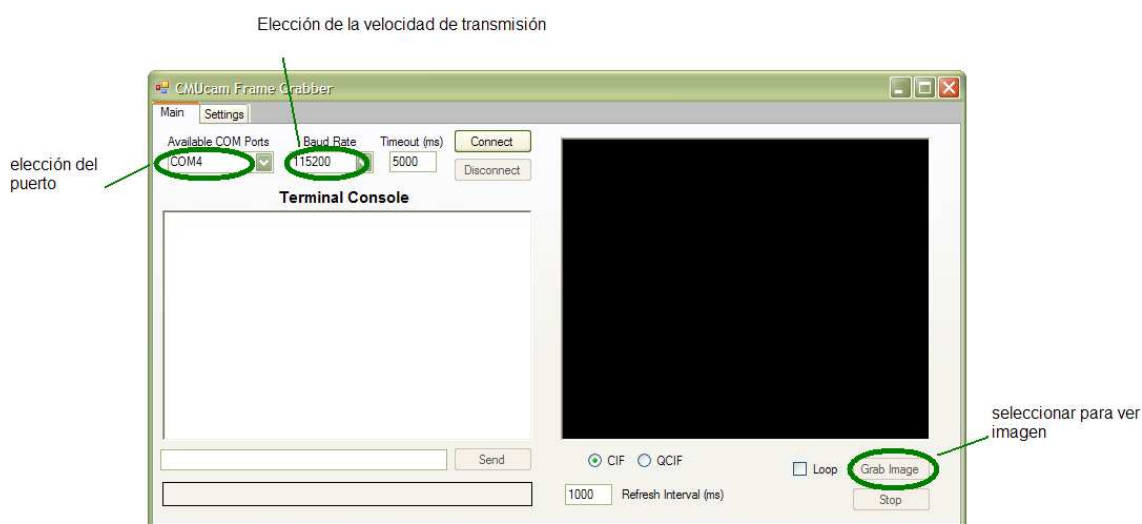 Elección de la velocidad de transmisión
CMUcam Frame Grabber
Main Settings
Available COM Ports Baud Rate Timeout (ms) Connect
COM4 115200 5000 Disconnect
elección del
puerto
Terminal Console
Send
CIF QCIF
Loop Grab Image
seleccionar para ver
imagen
1000 Refresh Interval (ms)
Stop